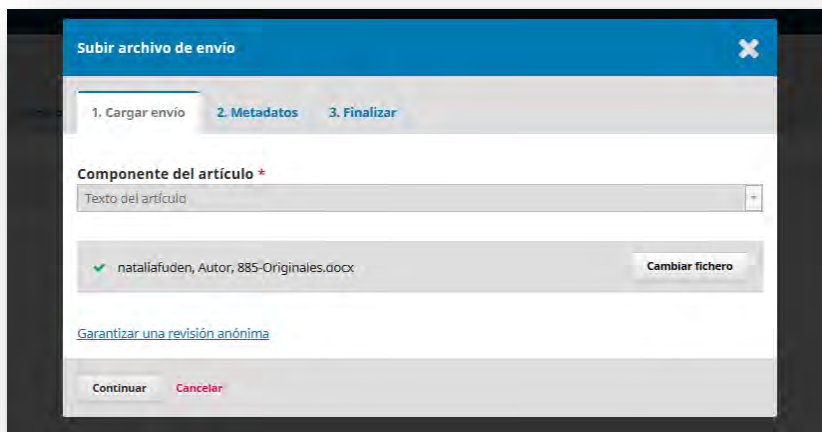 Subir archivo de envío
1. Cargar envío 2. Metadatos 3. Finalizar
Componente del artículo *
Texto del artículo
nataliafuden, Autor, 885-Originales.docx Cambiar fichero
Garantizar una revisión anónima
Continuar Cancelar